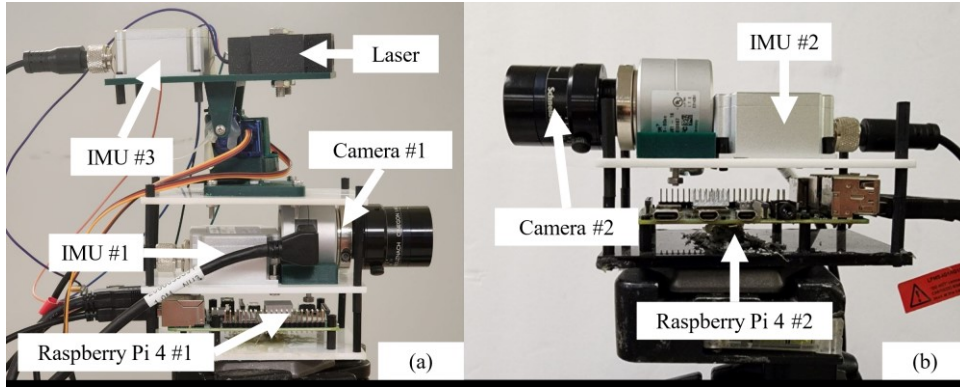 Laser
IMU #3
Camera #1
IMU #1
Raspberry Pi 4 #1
(a)
IMU #2
Camera #2
Raspberry Pi 4 #2
(b)